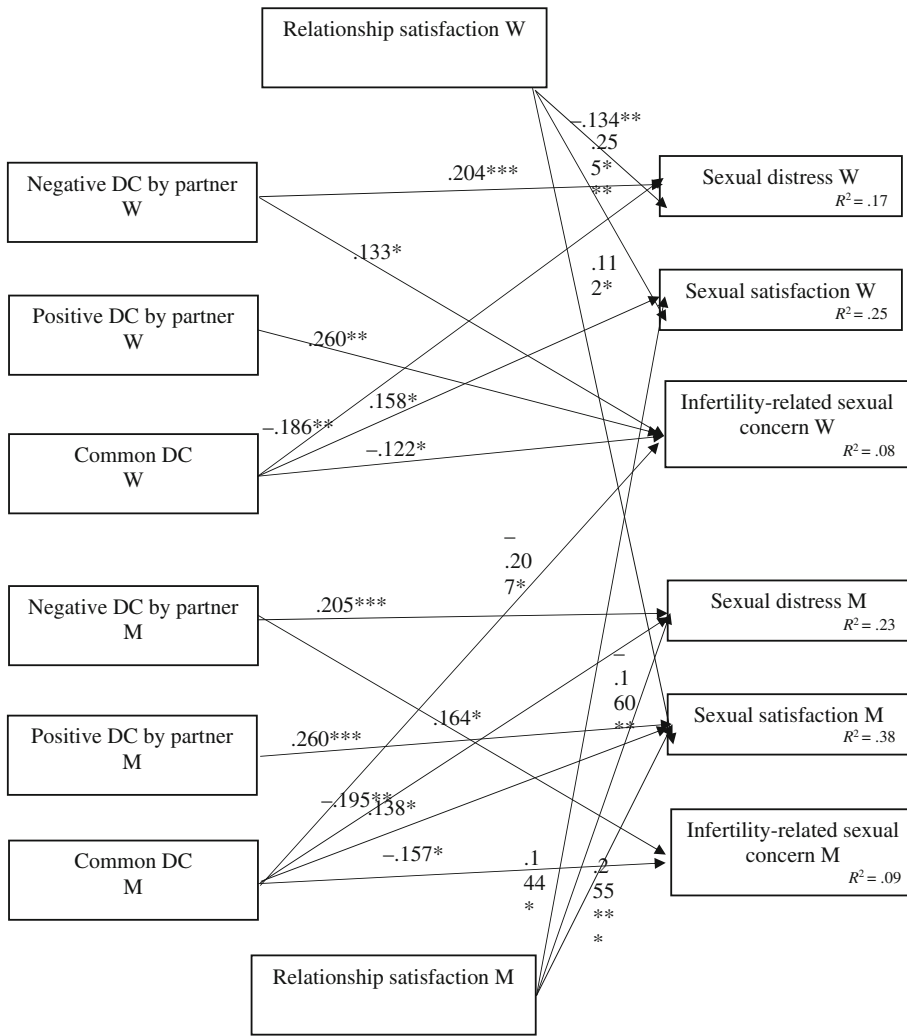 Relationship satisfaction W
–.134**
.25
5*
**
Negative DC by partner
W
.204***
Sexual distress W
R² = .17
.133*
.11
2*
Sexual satisfaction W
R² = .25
Positive DC by partner
W
.260**
.158*
Infertility-related sexual
concern W
R² = .08
Common DC
W
–.186**
–.122*
–
.20
7*
Negative DC by partner
M
.205***
Sexual distress M
R² = .23
–
.1
60
**
.164*
Sexual satisfaction M
R² = .38
Positive DC by partner
M
.260***
–.195**
.138*
Infertility-related sexual
concern M
R² = .09
Common DC
M
–.157*
.1
44
*
.2
55
**
*
Relationship satisfaction M